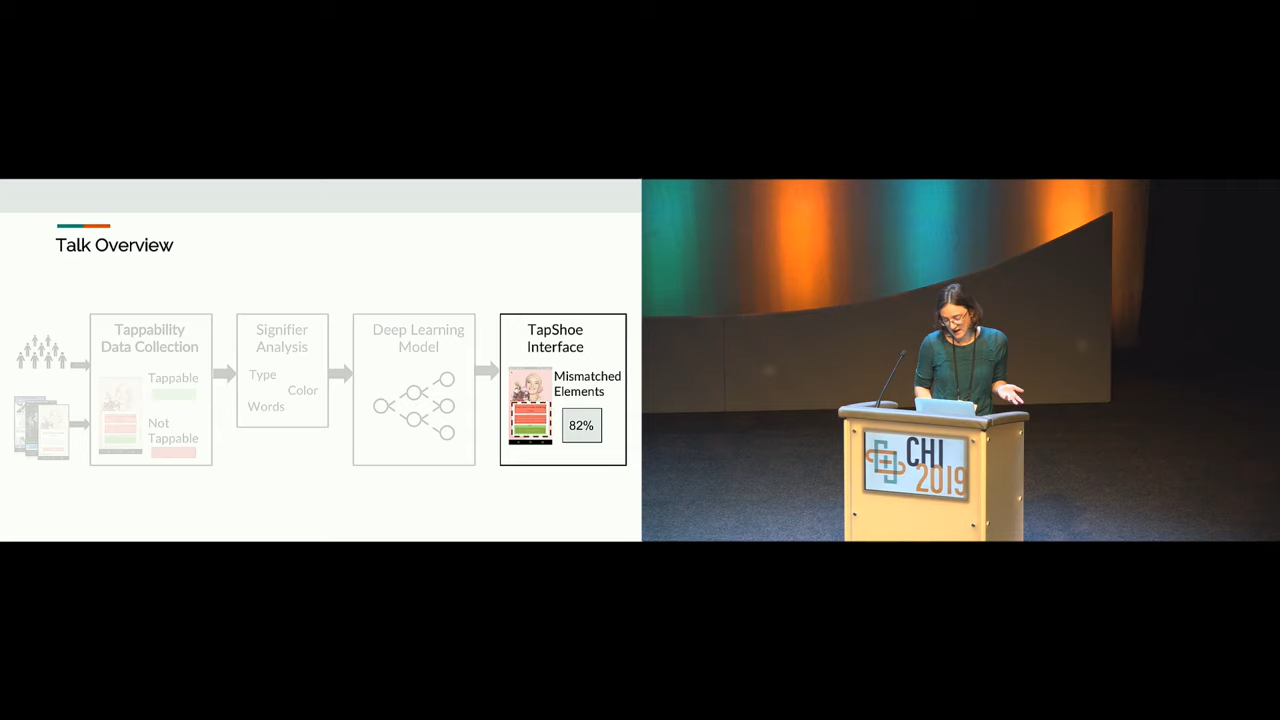 Talk Overview
Tappability
Data Collection
Tappable
Not
Tappable
Signifier
Analysis
Type
Color
Words
Deep Learning
Model
TapShoe
Interface
Mismatched
Elements
82%
CHI
2019